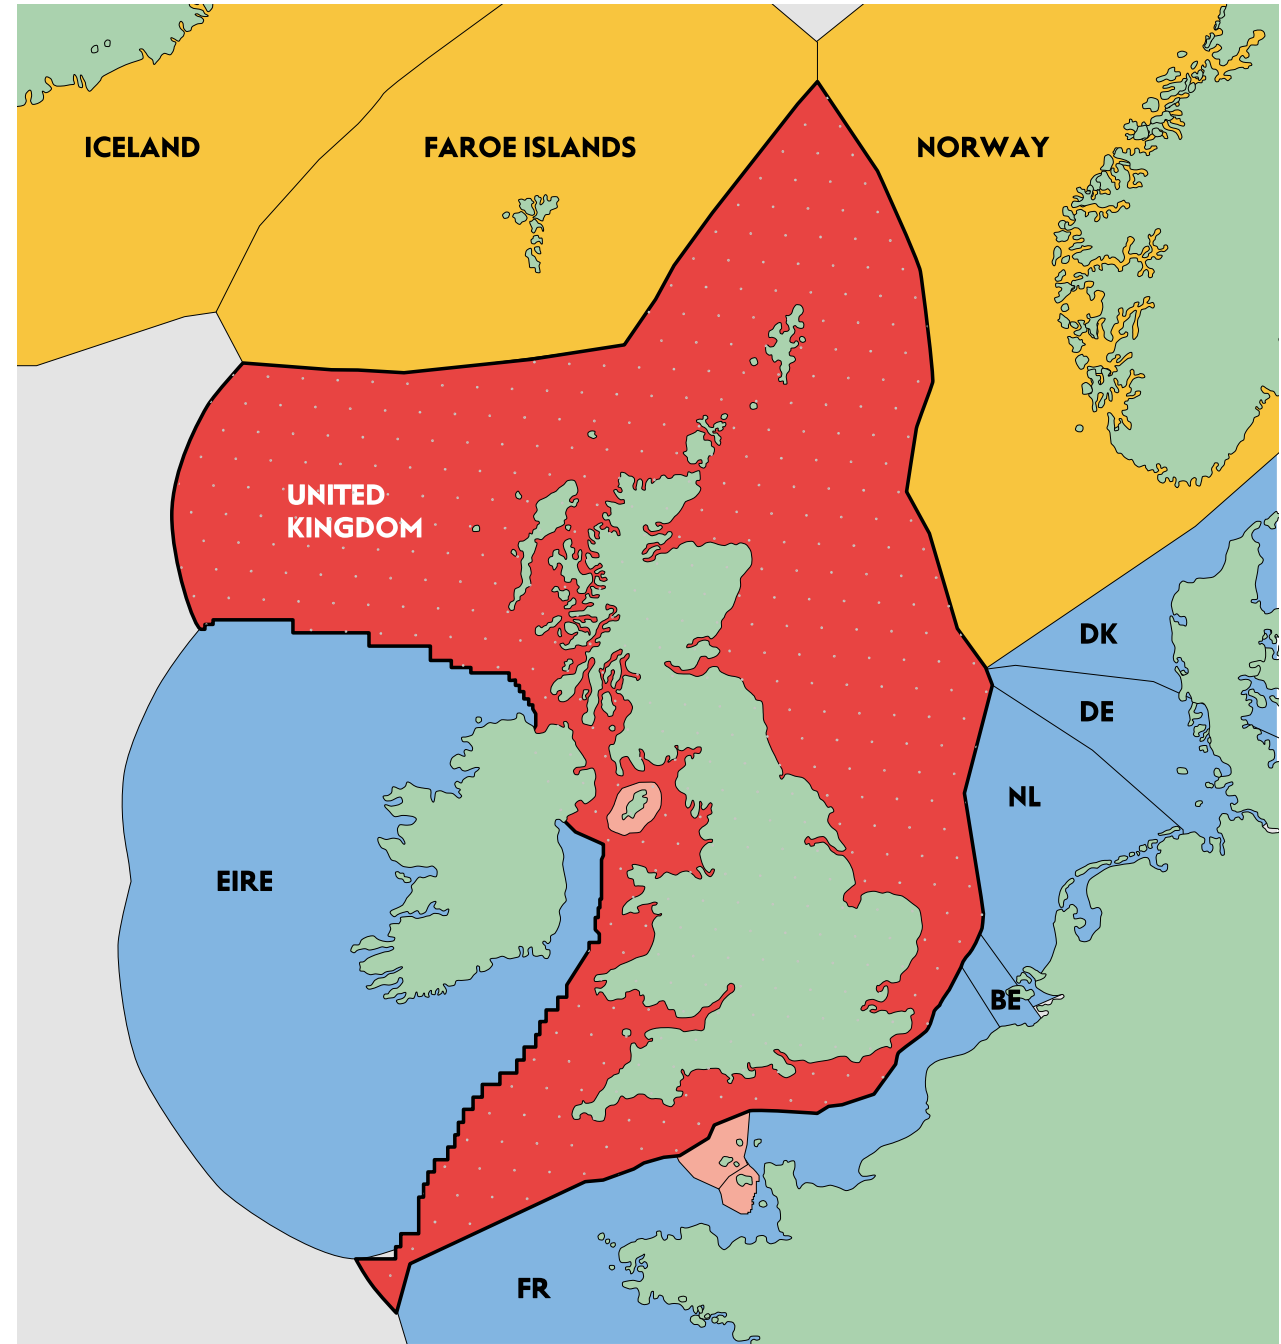 ICELAND
FAROE ISLANDS
NORWAY
UNITED
KINGDOM
DK
DE
NL
EIRE
BE
FR